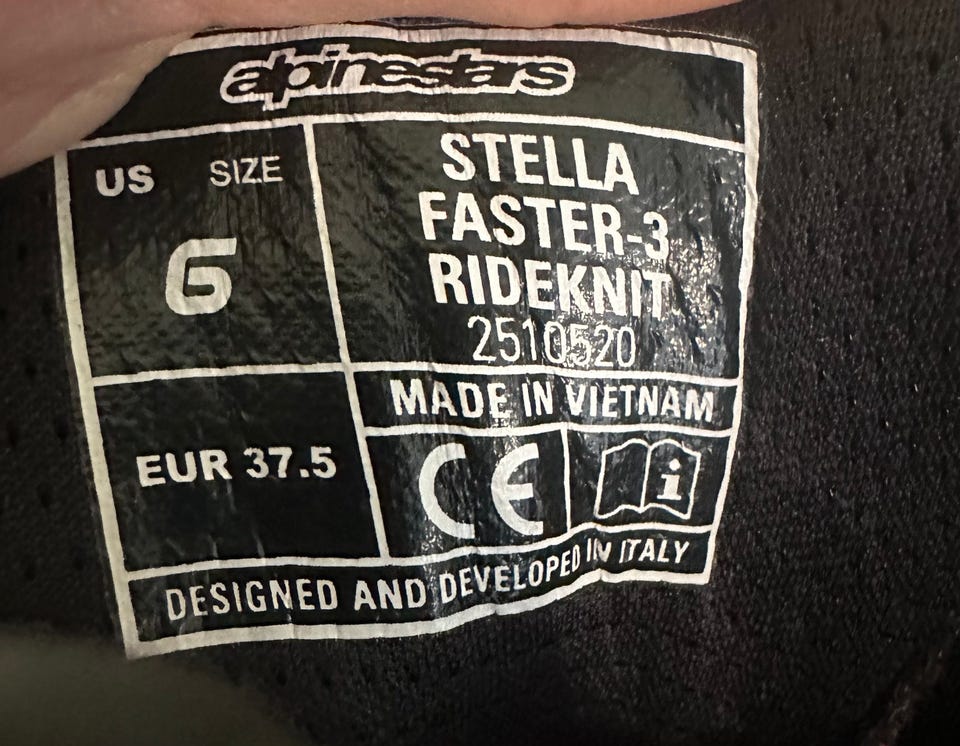 alpinestars
US SIZE
6
STELLA
FASTER-3
RIDEKNIT
2510520
MADE IN VIETNAM
EUR 37.5
CE
i
DESIGNED AND DEVELOPED IN ITALY